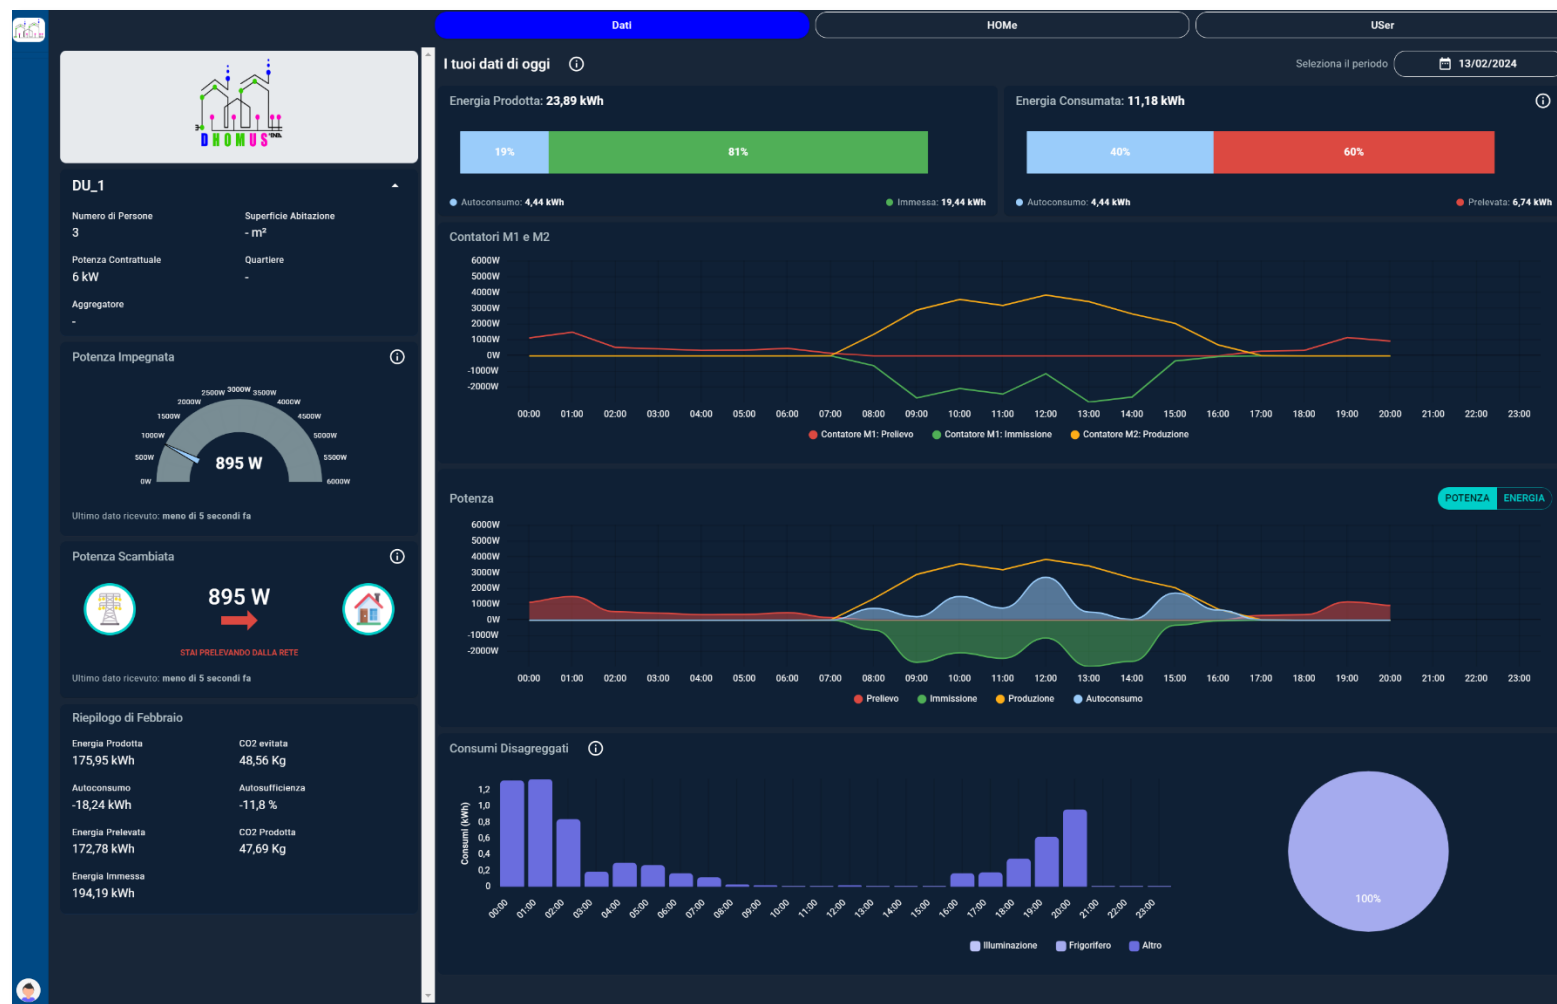 Dati
HOMe
USer
DHOMUS
DU_1
Numero di Persone
Superficie Abitazione
3
- m²
Potenza Contrattuale
Quartiere
6 kW
-
Aggregatore
-
Potenza Impegnata
0W
500W
1000W
1500W
2000W
2500W
3000W
3500W
4000W
4500W
5000W
5500W
6000W
895 W
Ultimo dato ricevuto: meno di 5 secondi fa
Potenza Scambiata
895 W
STAI PRELEVANDO DALLA RETE
Ultimo dato ricevuto: meno di 5 secondi fa
Riepilogo di Febbraio
Energia Prodotta
CO2 evitata
175,95 kWh
48,56 Kg
Autoconsumo
Autosufficienza
-18,24 kWh
-11,8 %
Energia Prelevata
CO2 Prodotta
172,78 kWh
47,69 Kg
Energia Immessa
194,19 kWh
I tuoi dati di oggi
Seleziona il periodo
13/02/2024
Energia Prodotta: 23,89 kWh
19%
81%
Autoconsumo: 4,44 kWh
Immessa: 19,44 kWh
Energia Consumata: 11,18 kWh
40%
60%
Autoconsumo: 4,44 kWh
Prelevata: 6,74 kWh
Contatori M1 e M2
6000W
5000W
4000W
3000W
2000W
1000W
0W
-1000W
-2000W
00:00 01:00 02:00 03:00 04:00 05:00 06:00 07:00 08:00 09:00 10:00 11:00 12:00 13:00 14:00 15:00 16:00 17:00 18:00 19:00 20:00 21:00 22:00 23:00
Contatore M1: Prelievo Contatore M1: Immissione Contatore M2: Produzione
Potenza
POTENZA ENERGIA
6000W
5000W
4000W
3000W
2000W
1000W
0W
-1000W
-2000W
00:00 01:00 02:00 03:00 04:00 05:00 06:00 07:00 08:00 09:00 10:00 11:00 12:00 13:00 14:00 15:00 16:00 17:00 18:00 19:00 20:00 21:00 22:00 23:00
Prelievo Immissione Produzione Autoconsumo
Consumi Disagreggati
Consumi (kWh)
1,2
1,0
0,8
0,6
0,4
0,2
0
00:00 01:00 02:00 03:00 04:00 05:00 06:00 07:00 08:00 09:00 10:00 11:00 12:00 13:00 14:00 15:00 16:00 17:00 18:00 19:00 20:00 21:00 22:00 23:00
100%
Illuminazione Frigorifero Altro